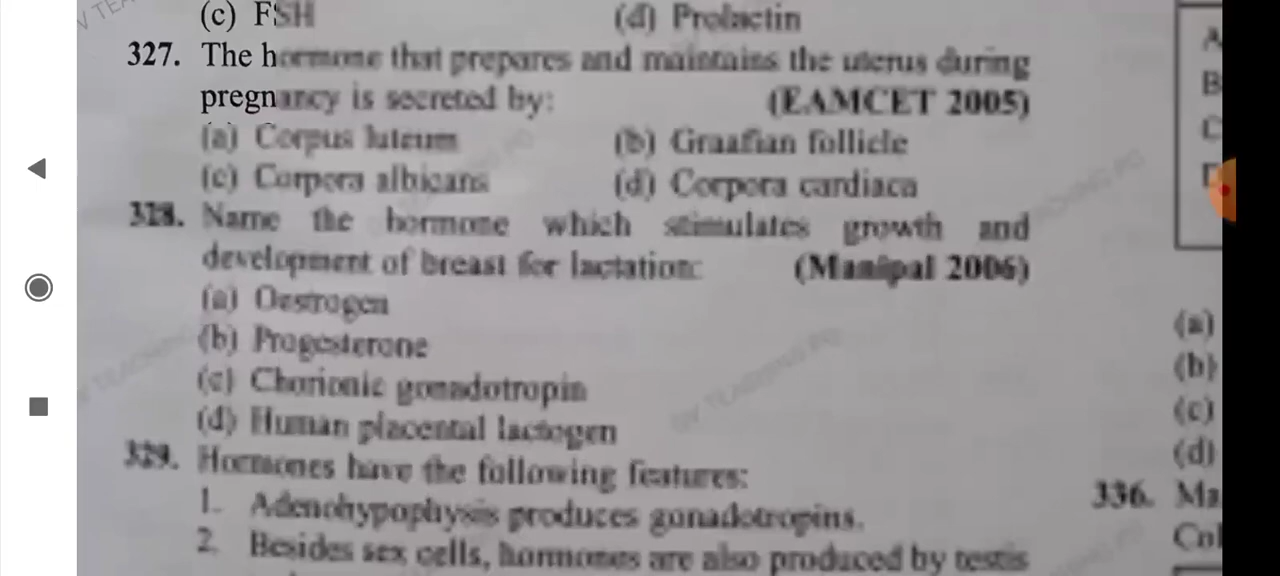 (c) FSH (d) Prolactin
327. The hormone that prepares and maintains the uterus during
pregnancy is secreted by: (EAMCET 2005)
(a) Corpus luteum (b) Graafian follicle
(c) Corpora albicans (d) Corpora cardiaca
328. Name the hormone which stimulates growth and
development of breast for lactation: (Manipal 2006)
(a) Oestrogen
(b) Progesterone
(c) Chorionic gonadotropin
(d) Human placental lactogen
329. Hormones have the following features:
1. Adenohypophysis produces gonadotropins.
2. Besides sex cells, hormones are also produced by testis
A
B
C
(a)
(b)
(c)
(d)
336. Ma
Col